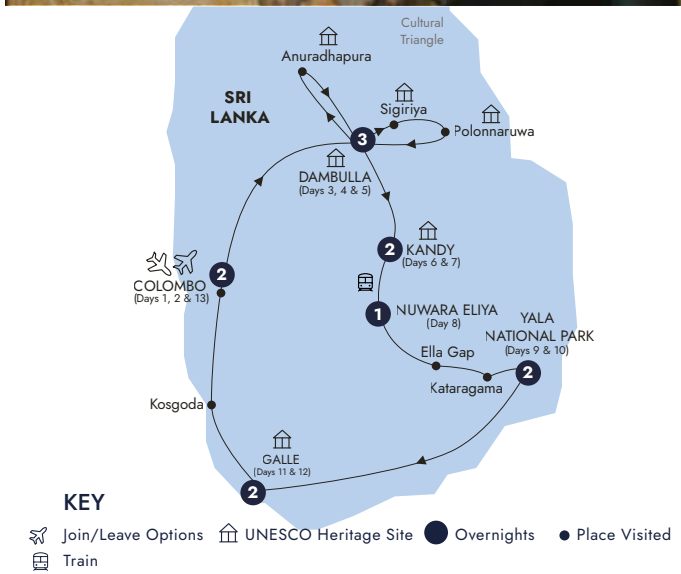 Cultural
Triangle
Anuradhapura
SRI
LANKA
Sigiriya
Polonnaruwa
3
DAMBULLA
(Days 3, 4 & 5)
2
KANDY
(Days 6 & 7)
2
COLOMBO
(Days 1, 2 & 13)
1
NUWARA ELIYA
(Day 8)
YALA
NATIONAL PARK
(Days 9 & 10)
2
Ella Gap
Kataragama
Kosgoda
GALLE
(Days 11 & 12)
2
KEY
Join/Leave Options
UNESCO Heritage Site
Overnights
Place Visited
Train